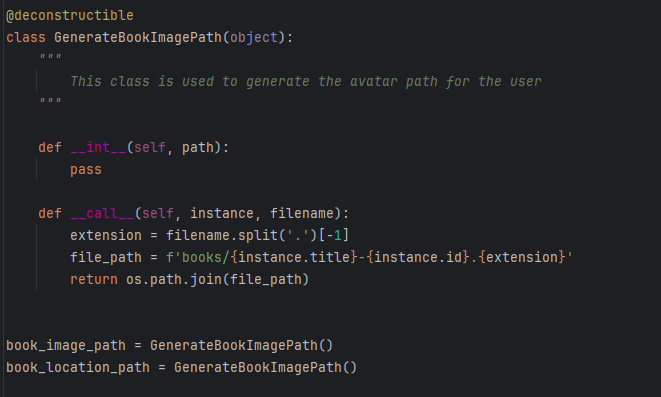 @deconstructible
class GenerateBookImagePath(object):
    """
        This class is used to generate the avatar path for the user
    """

    def __int__(self, path):
        pass

    def __call__(self, instance, filename):
        extension = filename.split('.')[-1]
        file_path = f'books/{instance.title}-{instance.id}.{extension}'
        return os.path.join(file_path)


book_image_path = GenerateBookImagePath()
book_location_path = GenerateBookImagePath()